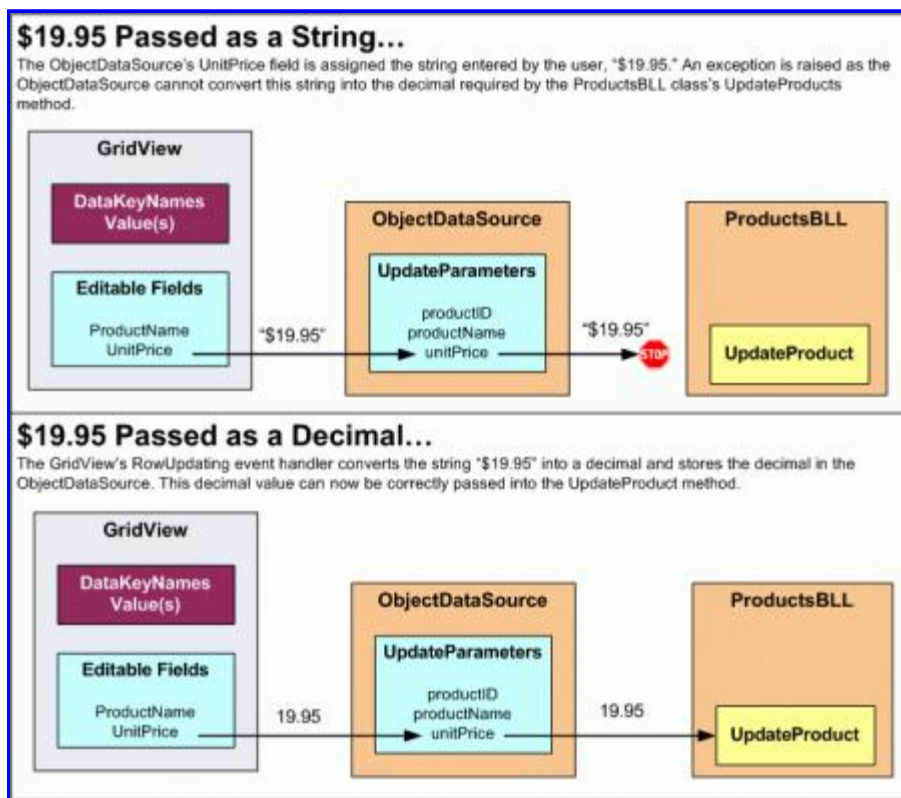 $19.95 Passed as a String...
The ObjectDataSource's UnitPrice field is assigned the string entered by the user, "$19.95." An exception is raised as the
ObjectDataSource cannot convert this string into the decimal required by the ProductsBLL class's UpdateProducts
method.
GridView
DataKeyNames
Value(s)
Editable Fields
ProductName
UnitPrice
"$19.95"
ObjectDataSource
UpdateParameters
productID
productName
unitPrice
"$19.95"
STOP
ProductsBLL
UpdateProduct
$19.95 Passed as a Decimal...
The GridView's RowUpdating event handler converts the string "$19.95" into a decimal and stores the decimal in the
ObjectDataSource. This decimal value can now be correctly passed into the UpdateProduct method.
GridView
DataKeyNames
Value(s)
Editable Fields
ProductName
UnitPrice
19.95
ObjectDataSource
UpdateParameters
productID
productName
unitPrice
19.95
ProductsBLL
UpdateProduct